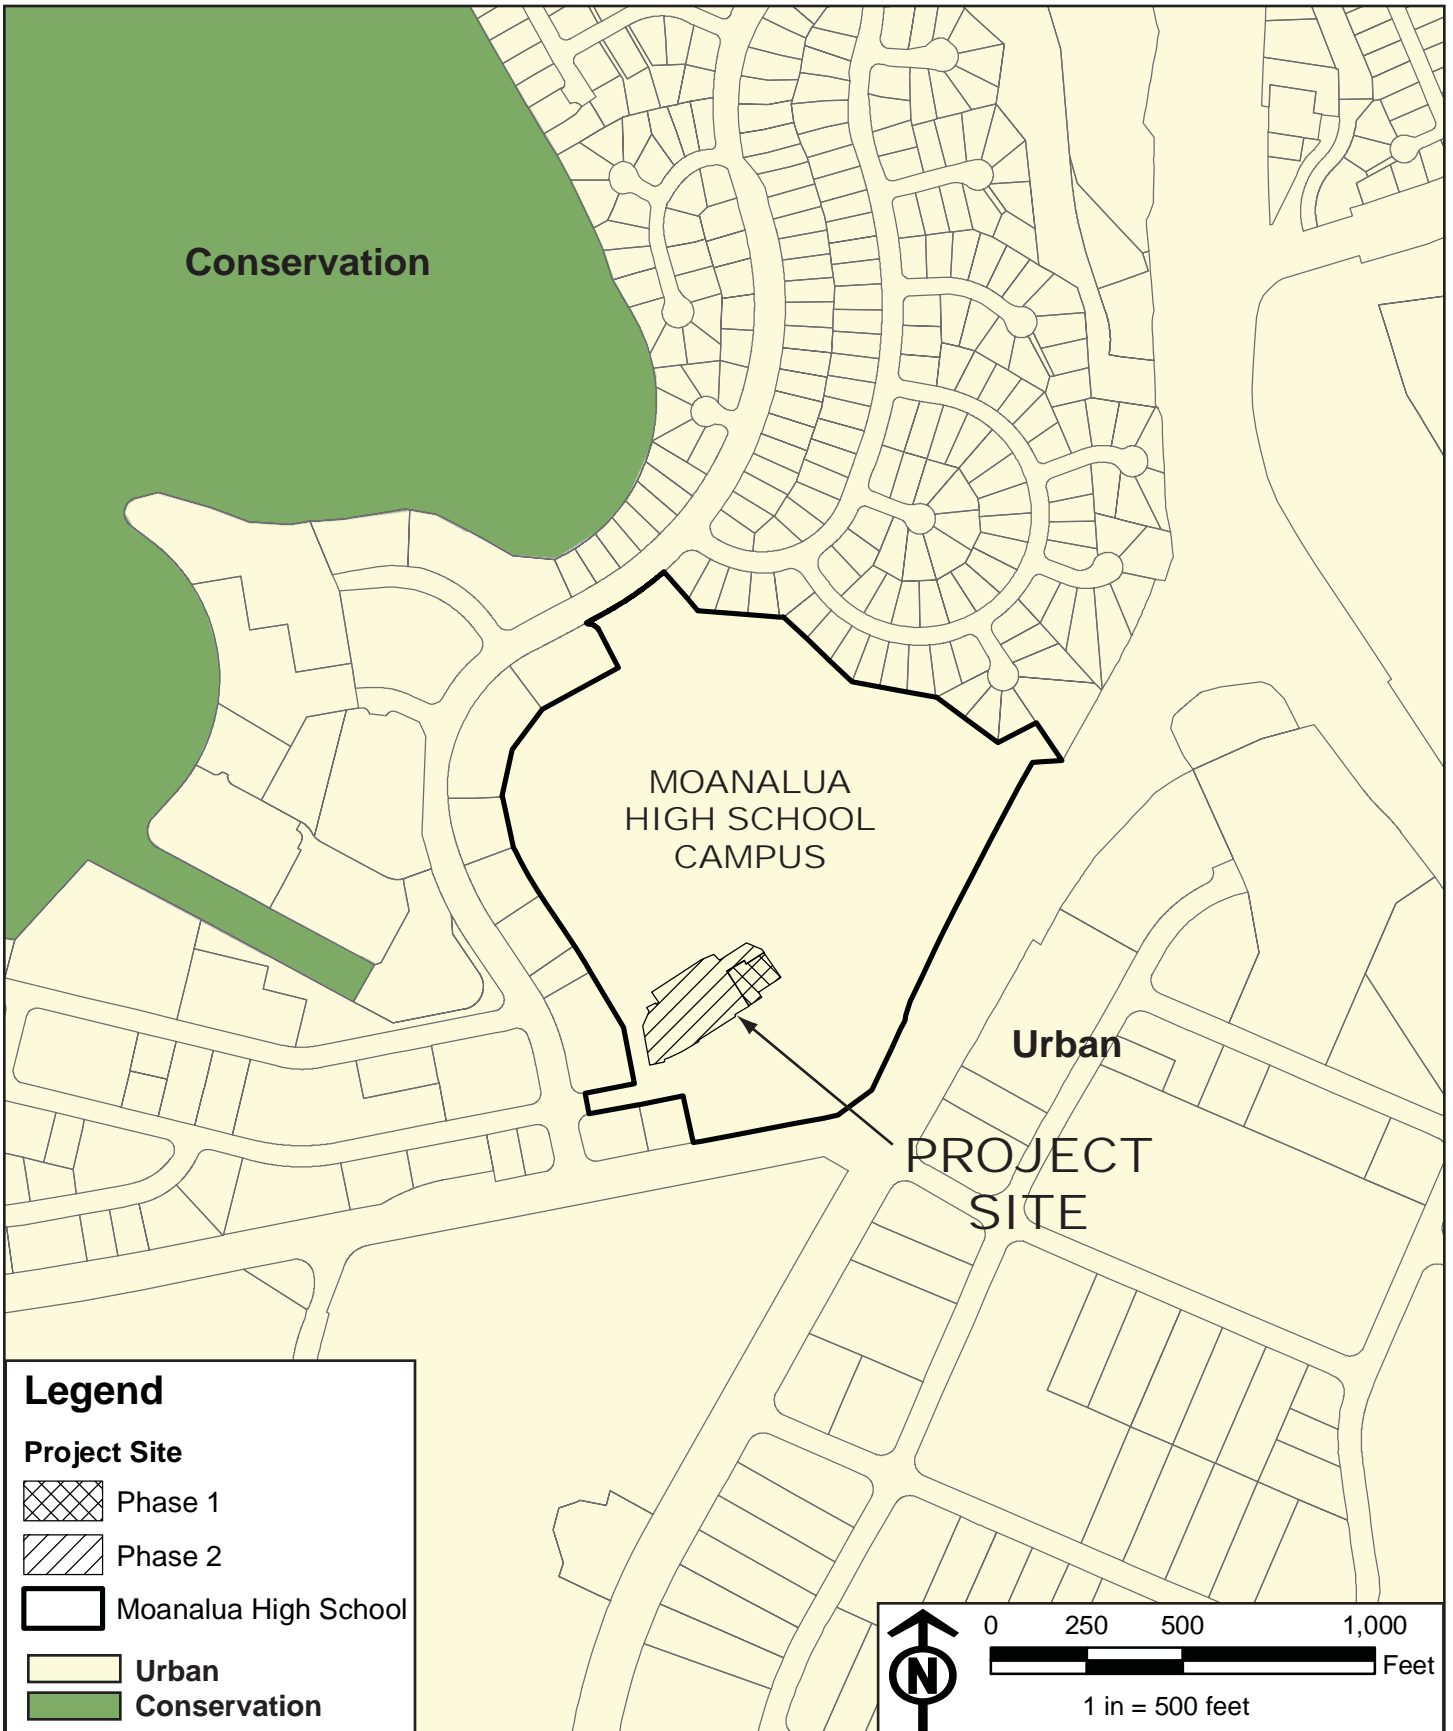 Conservation
MOANALUA
HIGH SCHOOL
CAMPUS
Urban
PROJECT
SITE
Legend
Project Site
Phase 1
Phase 2
Moanalua High School
Urban
Conservation
N
0 250 500 1,000
Feet
1 in = 500 feet